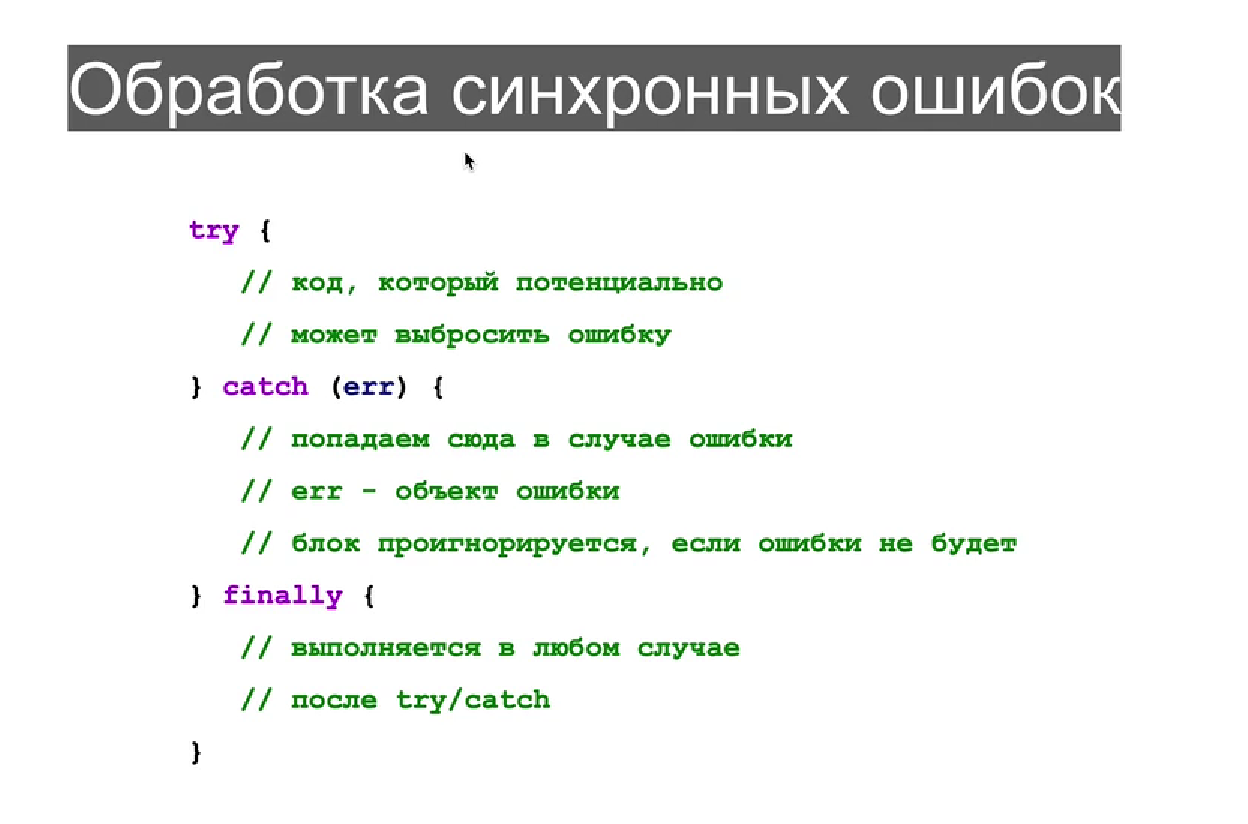 Обработка синхронных ошибок
try {
// код, который потенциально
// может выбросить ошибку
} catch (err) {
// попадаем сюда в случае ошибки
// err - объект ошибки
// блок проигнорируется, если ошибки не будет
} finally {
// выполняется в любом случае
// после try/catch
}